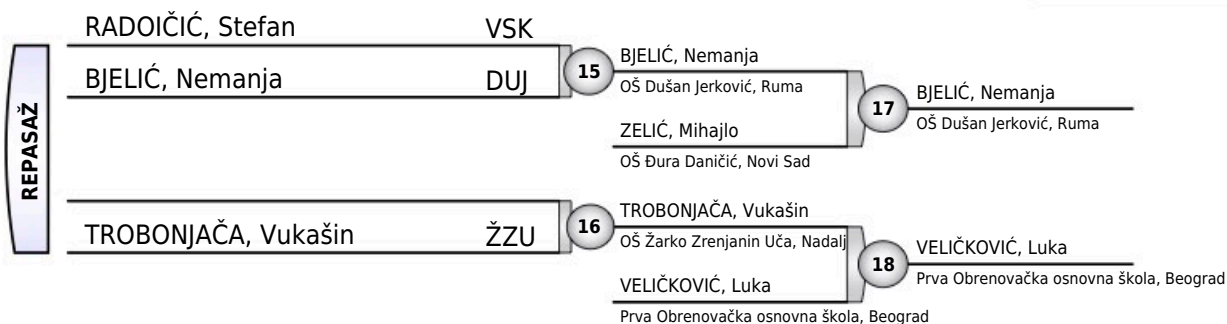 REPASAŽ
RADOIČIĆ, Stefan VSK
BJELIĆ, Nemanja DUJ
15
BJELIĆ, Nemanja
OŠ Dušan Jerković, Ruma
ZELIĆ, Mihajlo
OŠ Đura Daničić, Novi Sad
17
BJELIĆ, Nemanja
OŠ Dušan Jerković, Ruma
TROBONJAČA, Vukašin ŽZU
16
TROBONJAČA, Vukašin
OŠ Žarko Zrenjanin Uča, Nadalj
VELIČKOVIĆ, Luka
Prva Obrenovačka osnovna škola, Beograd
18
VELIČKOVIĆ, Luka
Prva Obrenovačka osnovna škola, Beograd